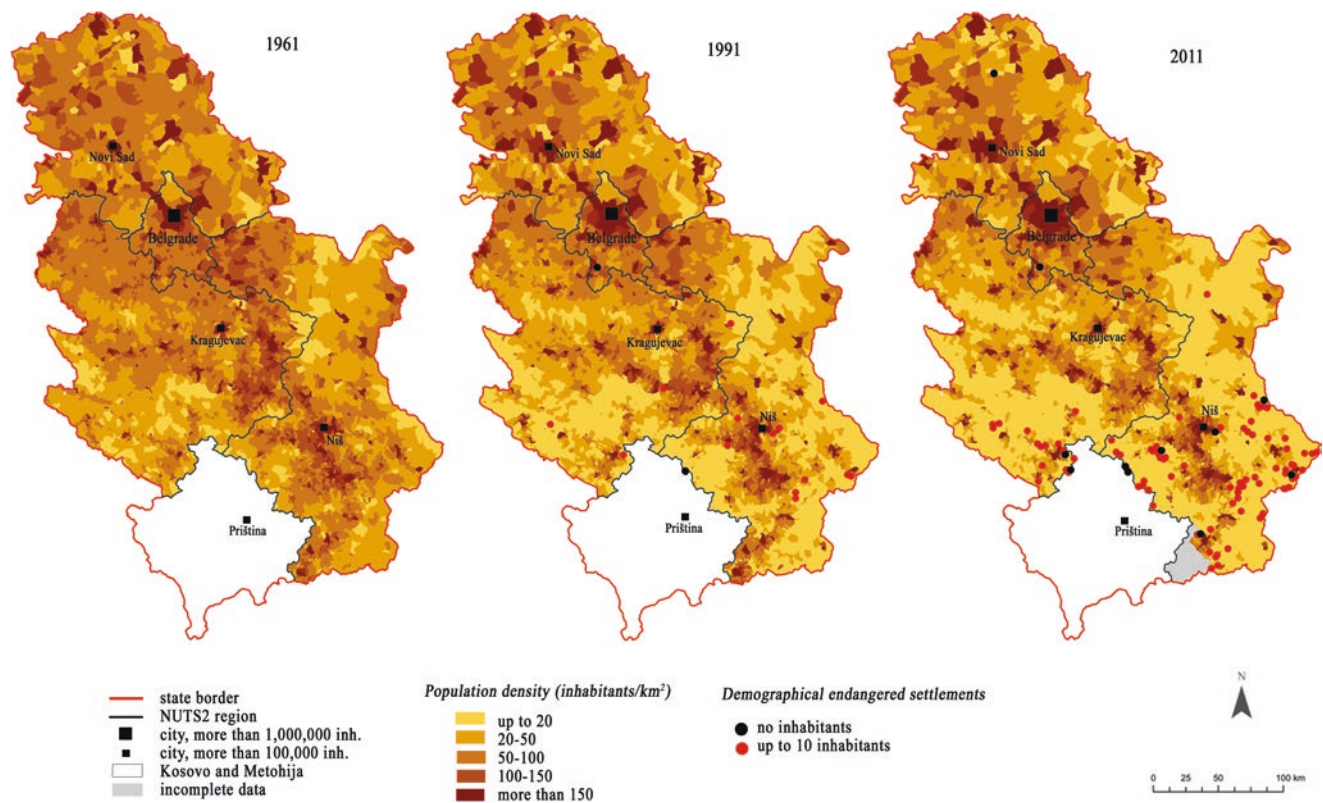 1961
1991
2011
Novi Sad
Belgrade
Kragujevac
Niš
Priština
Novi Sad
Belgrade
Kragujevac
Niš
Priština
Novi Sad
Belgrade
Kragujevac
Niš
Priština
state border
NUTS2 region
city, more than 1,000,000 inh.
city, more than 100,000 inh.
Kosovo and Metohija
incomplete data
Population density (inhabitants/km²)
up to 20
20-50
50-100
100-150
more than 150
Demographical endangered settlements
no inhabitants
up to 10 inhabitants
N
0 25 50 100 km